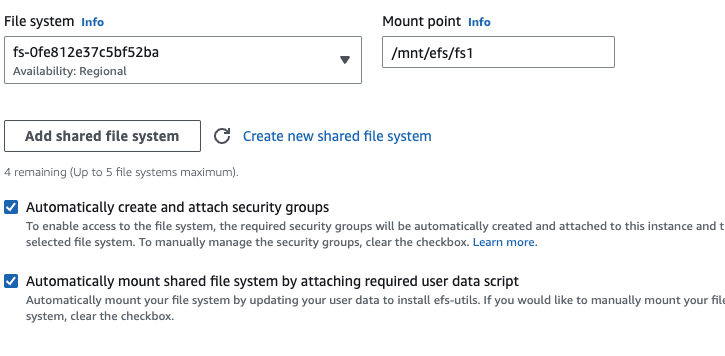 File system Info
Mount point Info
fs-0fe812e37c5bf52ba
Availability: Regional
/mnt/efs/fs1
Add shared file system
Create new shared file system
4 remaining (Up to 5 file systems maximum).
Automatically create and attach security groups
To enable access to the file system, the required security groups will be automatically created and attached to this instance and t
selected file system. To manually manage the security groups, clear the checkbox. Learn more.
Automatically mount shared file system by attaching required user data script
Automatically mount your file system by updating your user data to install efs-utils. If you would like to manually mount your file
system, clear the checkbox.